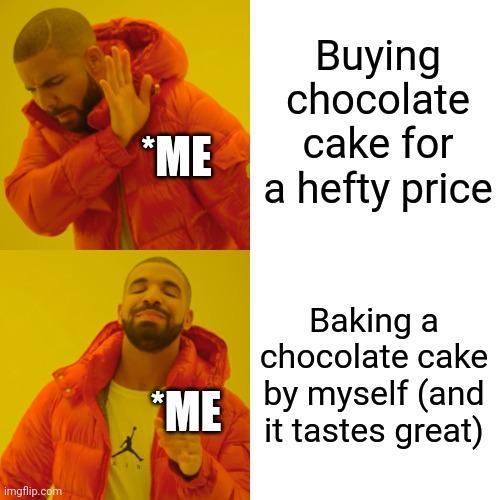 Buying
chocolate
cake for
a hefty price
*ME
Baking a
chocolate cake
by myself (and
it tastes great)
*ME
AIR
imgflip.com